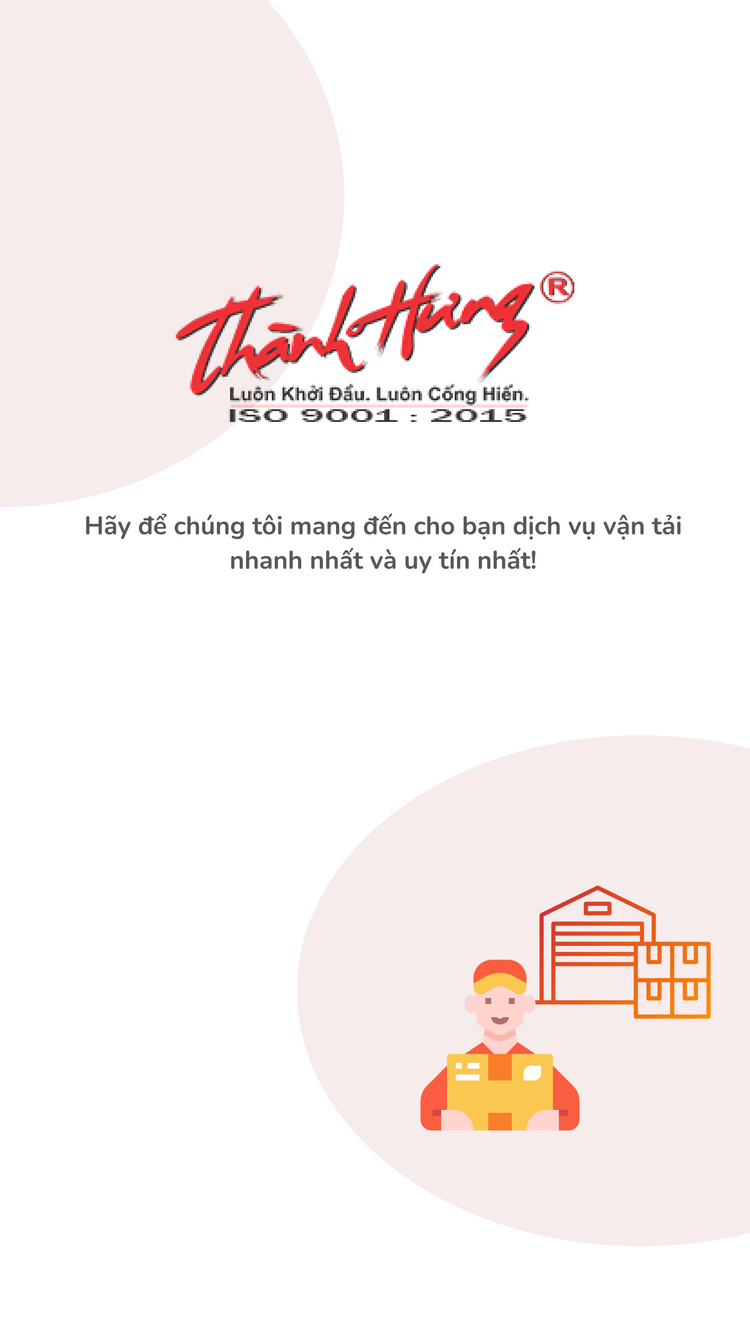 Thành Hưng ®
Luôn Khởi Đầu. Luôn Cống Hiến.
ISO 9001 : 2015
Hãy để chúng tôi mang đến cho bạn dịch vụ vận tải
nhanh nhất và uy tín nhất!